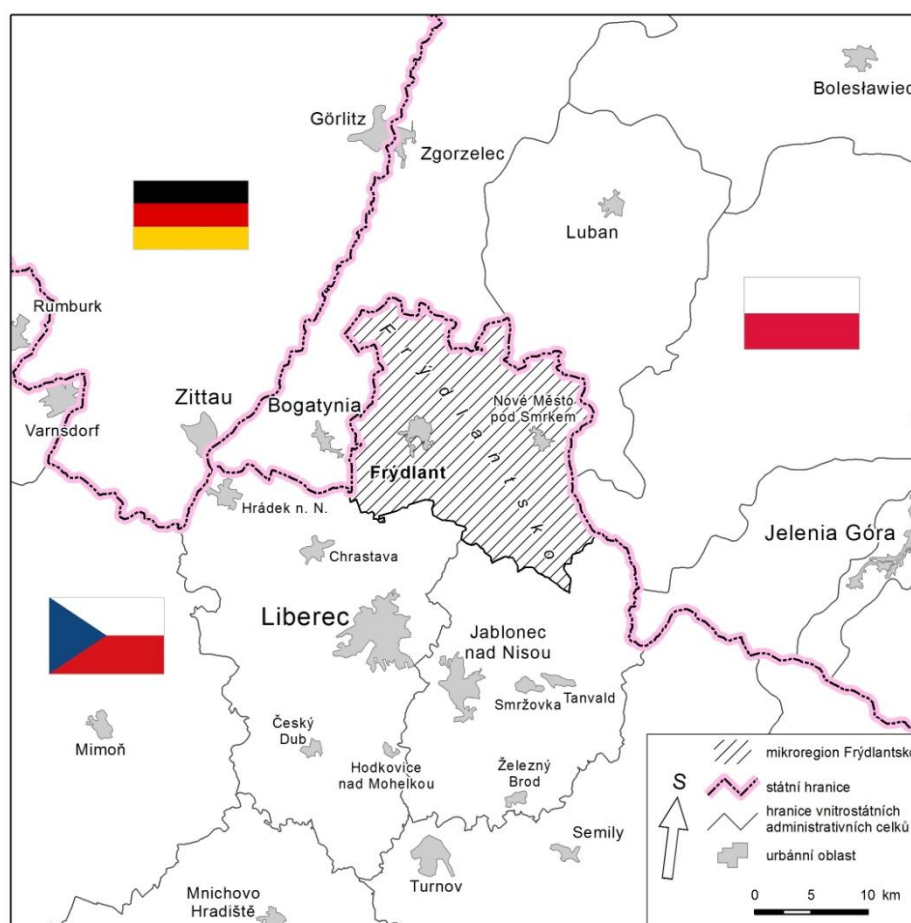 Bolesławiec
Görlitz
Zgorzelec
Luban
Rumburk
Frýdlantsko
Zittau
Bogatynia
Nové Město
pod Smrkem
Varnsdorf
Frýdlant
Hrádek n. N.
Jelenia Góra
Chrastava
Liberec
Jablonec
nad Nisou
Smržovka
Tanvald
Mimoň
Český
Dub
Hodkovice
nad Mohelkou
Železný
Brod
Semily
Turnov
Mnichovo
Hradiště
S
mikroregion Frýdlantsko
státní hranice
hranice vnitrostátních
administrativních celků
urbánní oblast
0 5 10 km